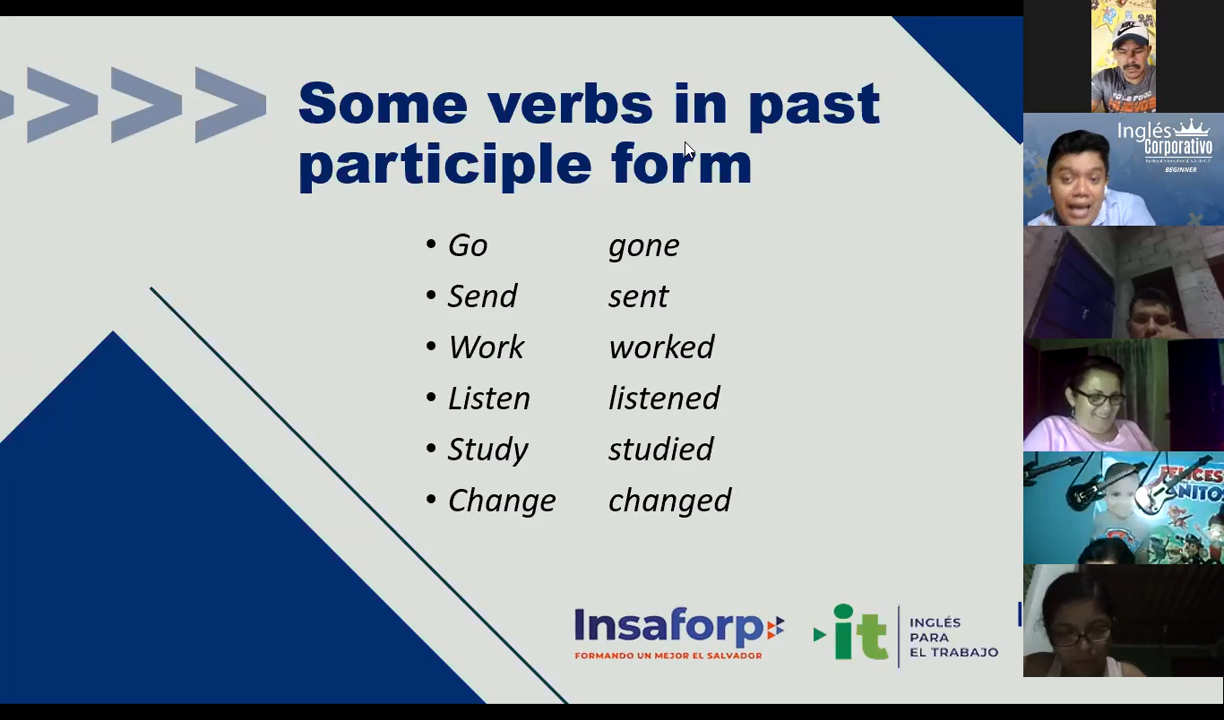 Some verbs in past
participle form
• Go gone
• Send sent
• Work worked
• Listen listened
• Study studied
• Change changed
Insaforp
FORMANDO UN MEJOR EL SALVADOR
it
INGLÉS
PARA
EL TRABAJO
NIKE
Inglés
Corporativo
BEGINNER